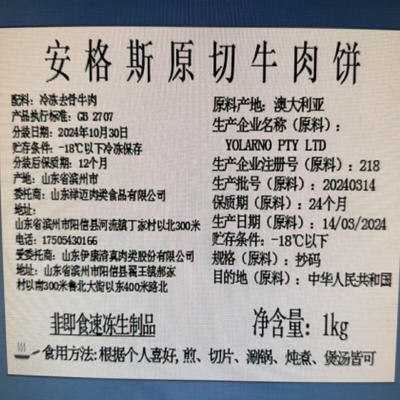 安格斯原切牛肉饼
配料：冷冻去骨牛肉
产品执行标准：GB 2707
分装日期：2024年10月30日
贮存条件：-18℃以下冷冻保存
分装后保质期：12个月
产地：山东省滨州市
委托商：山东绿迈肉类食品有限公司
地址：
山东省滨州市阳信县河流镇丁家村以北300米
电话：17505430166
受委托商：山东伊康济真肉类股份有限公司
地址：山东省滨州市阳信县翟王镇郝家
村以南300米鲁北大街以东400米路北
原料产地：澳大利亚
生产企业名称（原料）：
YOLARNO PTY LTD
生产企业注册号（原料）：218
生产批号（原料）：20240314
保质期（原料）：24个月
生产日期（原料）：14/03/2024
贮存条件：-18℃以下
规格（原料）：抄码
目的地（原料）：中华人民共和国
非即食速冻生制品
净含量：1kg
食用方法：根据个人喜好，煎、切片、涮锅、炖煮、煲汤皆可